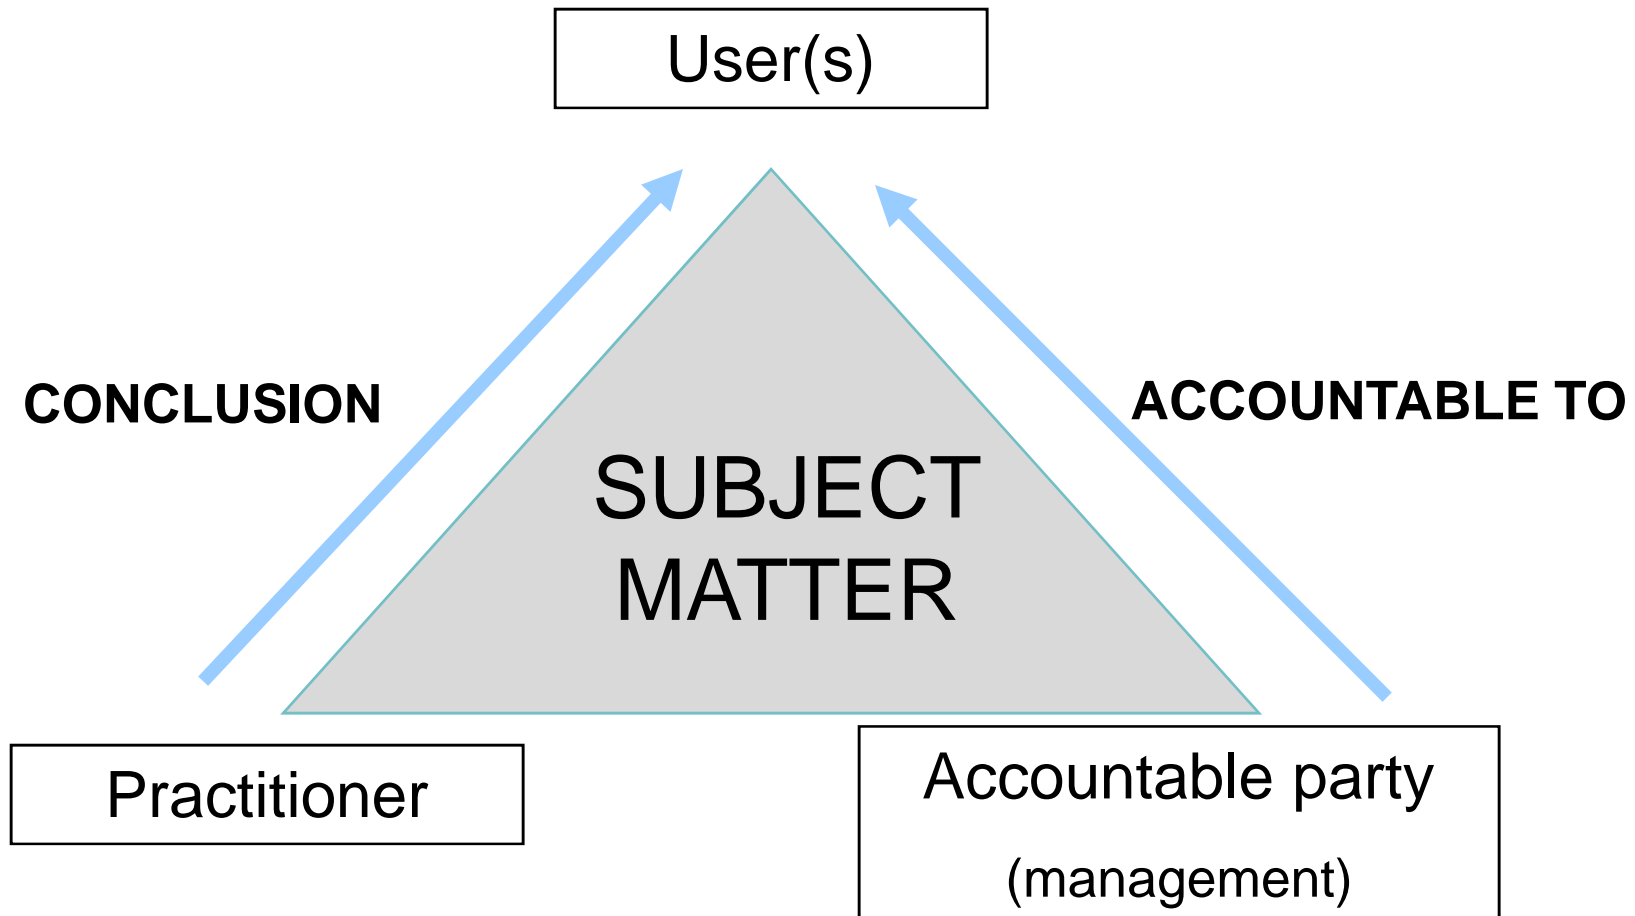 User(s)
CONCLUSION
ACCOUNTABLE TO
SUBJECT
MATTER
Practitioner
Accountable party
(management)